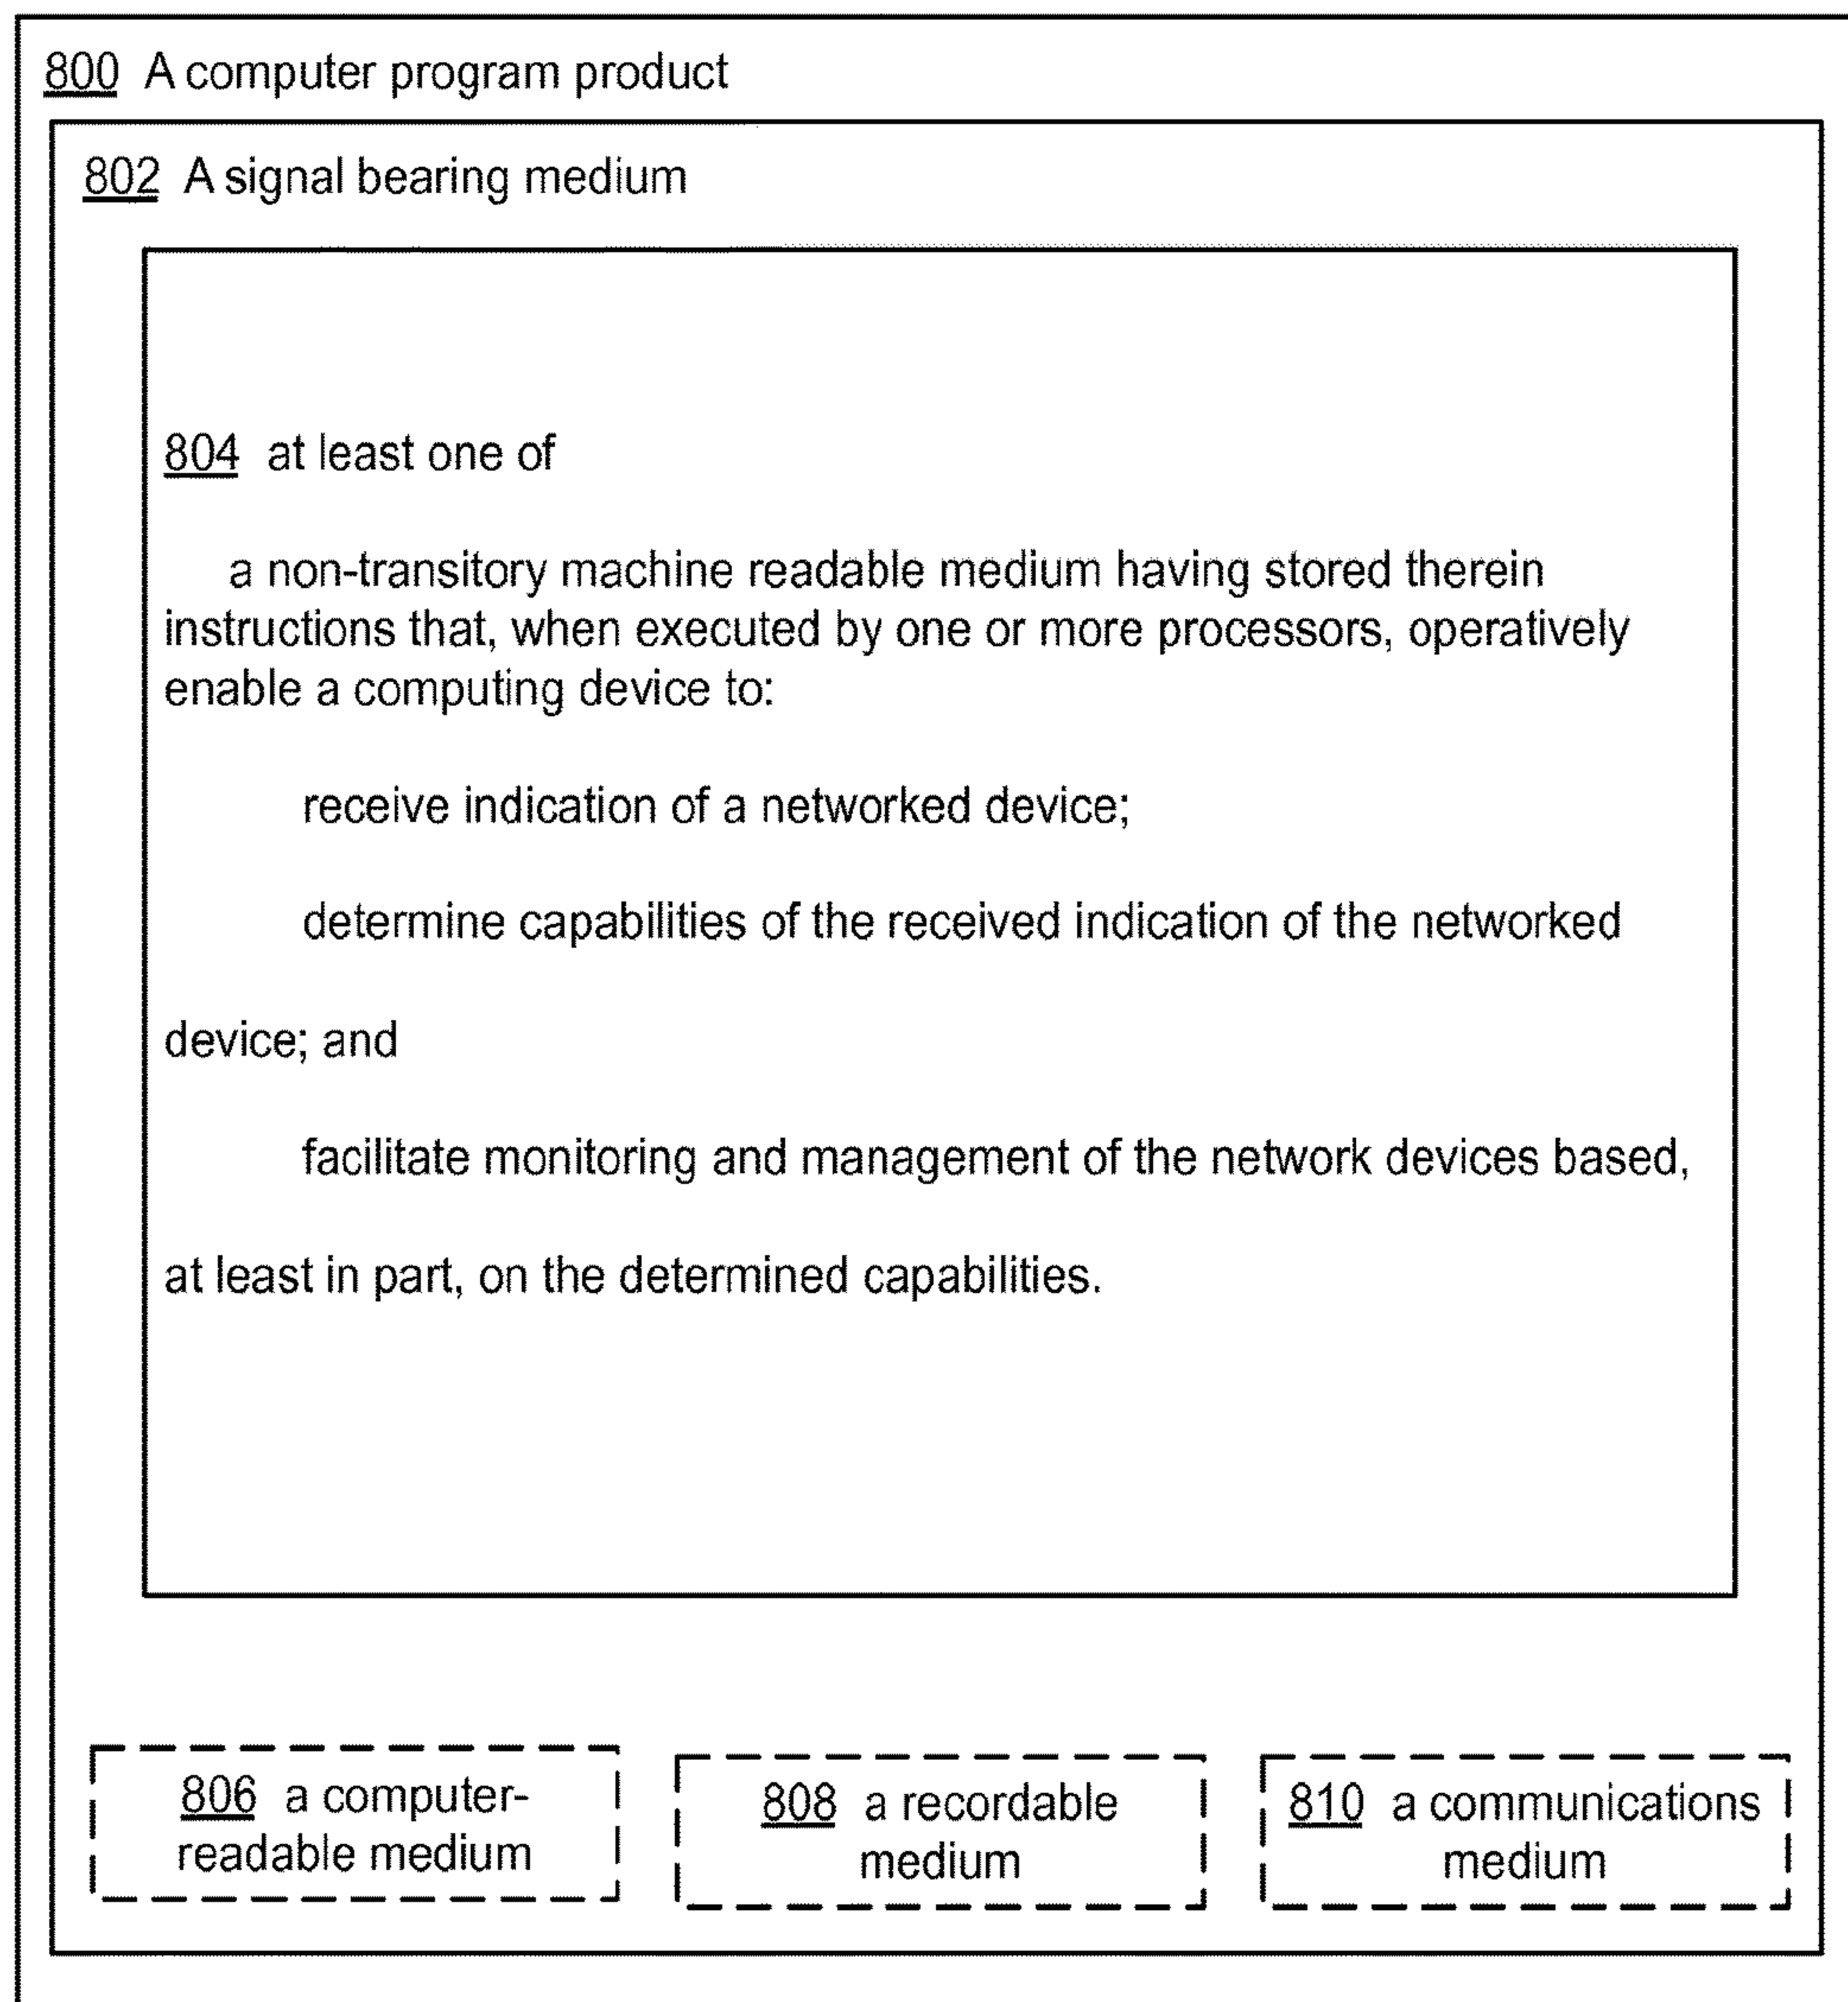 800 A computer program product
802 A signal bearing medium
804 at least one of
a non-transitory machine readable medium having stored therein
instructions that, when executed by one or more processors, operatively
enable a computing device to:
receive indication of a networked device;
determine capabilities of the received indication of the networked
device; and
facilitate monitoring and management of the network devices based,
at least in part, on the determined capabilities.
806 a computer-
readable medium
808 a recordable
medium
810 a communications
medium